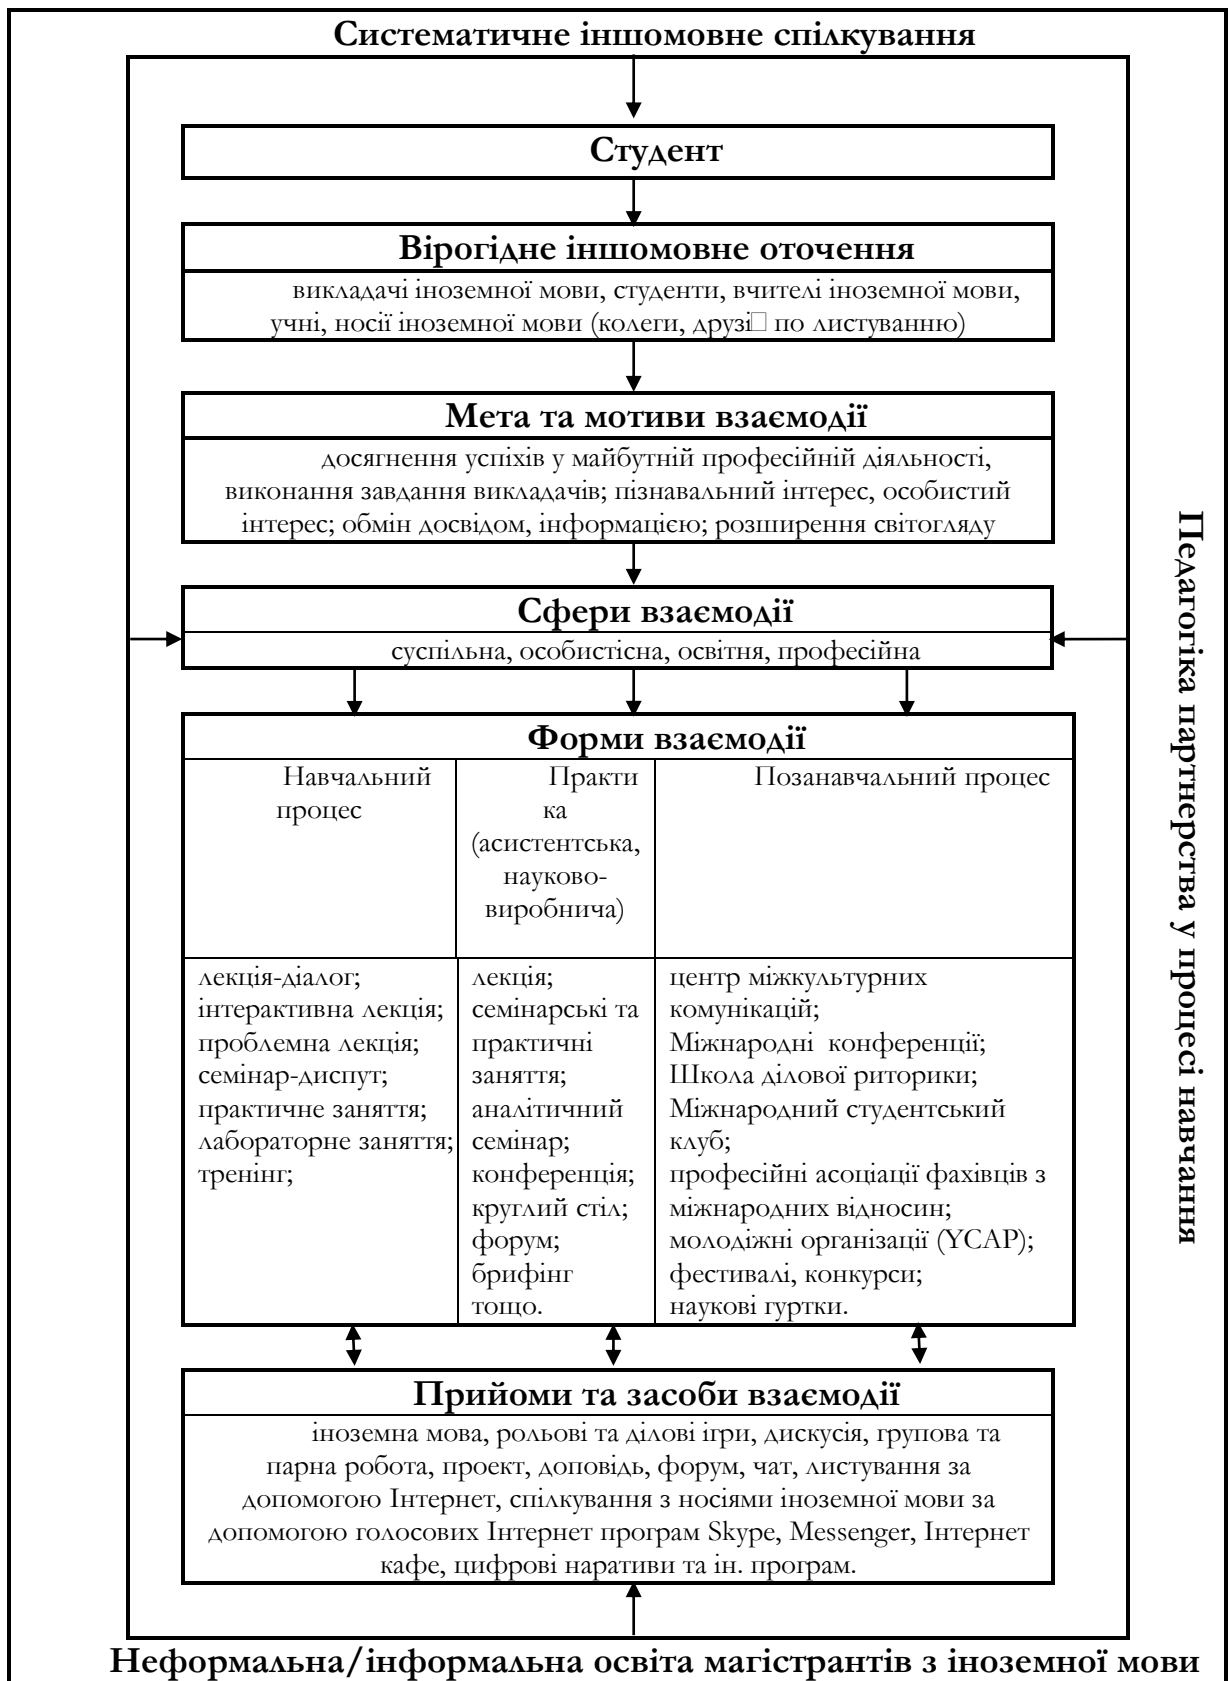 Систематичне іншомовне спілкування
Студент
Вірогідне іншомовне оточення
викладачі іноземної мови, студенти, вчителі іноземної мови,
учні, носії іноземної мови (колеги, друзі□ по листуванню)
Мета та мотиви взаємодії
досягнення успіхів у майбутній професійній діяльності,
виконання завдання викладачів; пізнавальний інтерес, особистий
інтерес; обмін досвідом, інформацією; розширення світогляду
Сфери взаємодії
суспільна, особистісна, освітня, професійна
Форми взаємодії
Навчальний
процес
Практи
ка
(асистентська,
науково-
виробнича)
Позанавчальний процес
лекція-діалог;
інтерактивна лекція;
проблемна лекція;
семінар-диспут;
практичне заняття;
лабораторне заняття;
тренінг;
лекція;
семінарські та
практичні
заняття;
аналітичний
семінар;
конференція;
круглий стіл;
форум;
брифінг
тощо.
центр міжкультурних
комунікацій;
Міжнародні конференції;
Школа ділової риторики;
Міжнародний студентський
клуб;
професійні асоціації фахівців з
міжнародних відносин;
молодіжні організації (YCAP);
фестивалі, конкурси;
наукові гуртки.
Прийоми та засоби взаємодії
іноземна мова, рольові та ділові ігри, дискусія, групова та
парна робота, проект, доповідь, форум, чат, листування за
допомогою Інтернет, спілкування з носіями іноземної мови за
допомогою голосових Інтернет програм Skype, Messenger, Інтернет
кафе, цифрові наративи та ін. програм.
Педагогіка партнерства у процесі навчання
Неформальна/інформальна освіта магістрантів з іноземної мови